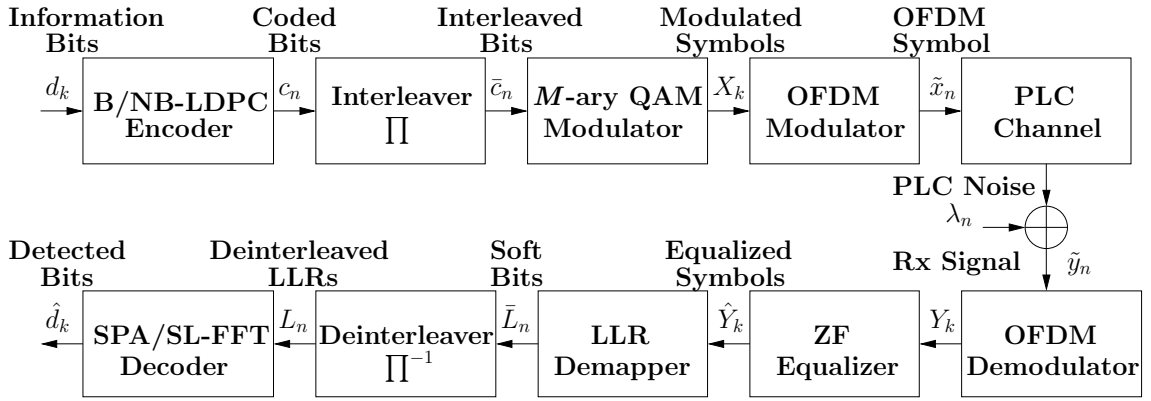 Information Bits
Coded Bits
Interleaved Bits
Modulated Symbols
OFDM Symbol
d_k
B/NB-LDPC
Encoder
c_n
Interleaver
∏
c̄_n
M-ary QAM
Modulator
X_k
OFDM
Modulator
x̃_n
PLC
Channel
PLC Noise
λ_n
Rx Signal
ỹ_n
Detected Bits
Deinterleaved LLRs
Soft Bits
Equalized Symbols
d̂_k
SPA/SL-FFT
Decoder
L_n
Deinterleaver
∏⁻¹
L̄_n
LLR
Demapper
Ŷ_k
ZF
Equalizer
Y_k
OFDM
Demodulator